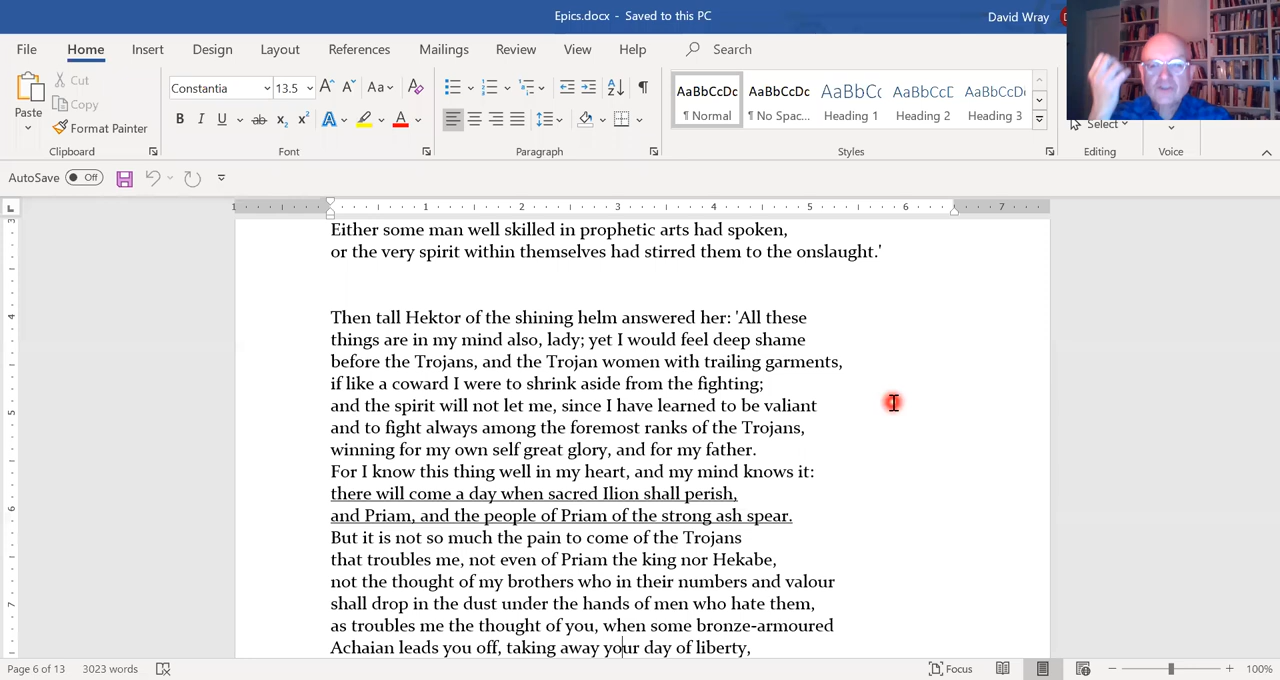 Epics.docx - Saved to this PC
David Wray
File Home Insert Design Layout References Mailings Review View Help Search
Paste
Cut
Copy
Format Painter
Clipboard
Constantia 13.5
Aa
B I U ab x₂ x² A A
Font
Paragraph
AaBbCcDc AaBbCcDc AaBbCc AaBbCcD AaBbCcD
¶ Normal ¶ No Spac... Heading 1 Heading 2 Heading 3
Styles
Select
Editing
Voice
AutoSave Off
1 1 2 3 4 5 6 7
Either some man well skilled in prophetic arts had spoken,
or the very spirit within themselves had stirred them to the onslaught.'
Then tall Hektor of the shining helm answered her: 'All these
things are in my mind also, lady; yet I would feel deep shame
before the Trojans, and the Trojan women with trailing garments,
if like a coward I were to shrink aside from the fighting;
and the spirit will not let me, since I have learned to be valiant
and to fight always among the foremost ranks of the Trojans,
winning for my own self great glory, and for my father.
For I know this thing well in my heart, and my mind knows it:
there will come a day when sacred Ilion shall perish,
and Priam, and the people of Priam of the strong ash spear.
But it is not so much the pain to come of the Trojans
that troubles me, not even of Priam the king nor Hekabe,
not the thought of my brothers who in their numbers and valour
shall drop in the dust under the hands of men who hate them,
as troubles me the thought of you, when some bronze-armoured
Achaian leads you off, taking away your day of liberty,
Page 6 of 13 3023 words
Focus
100%